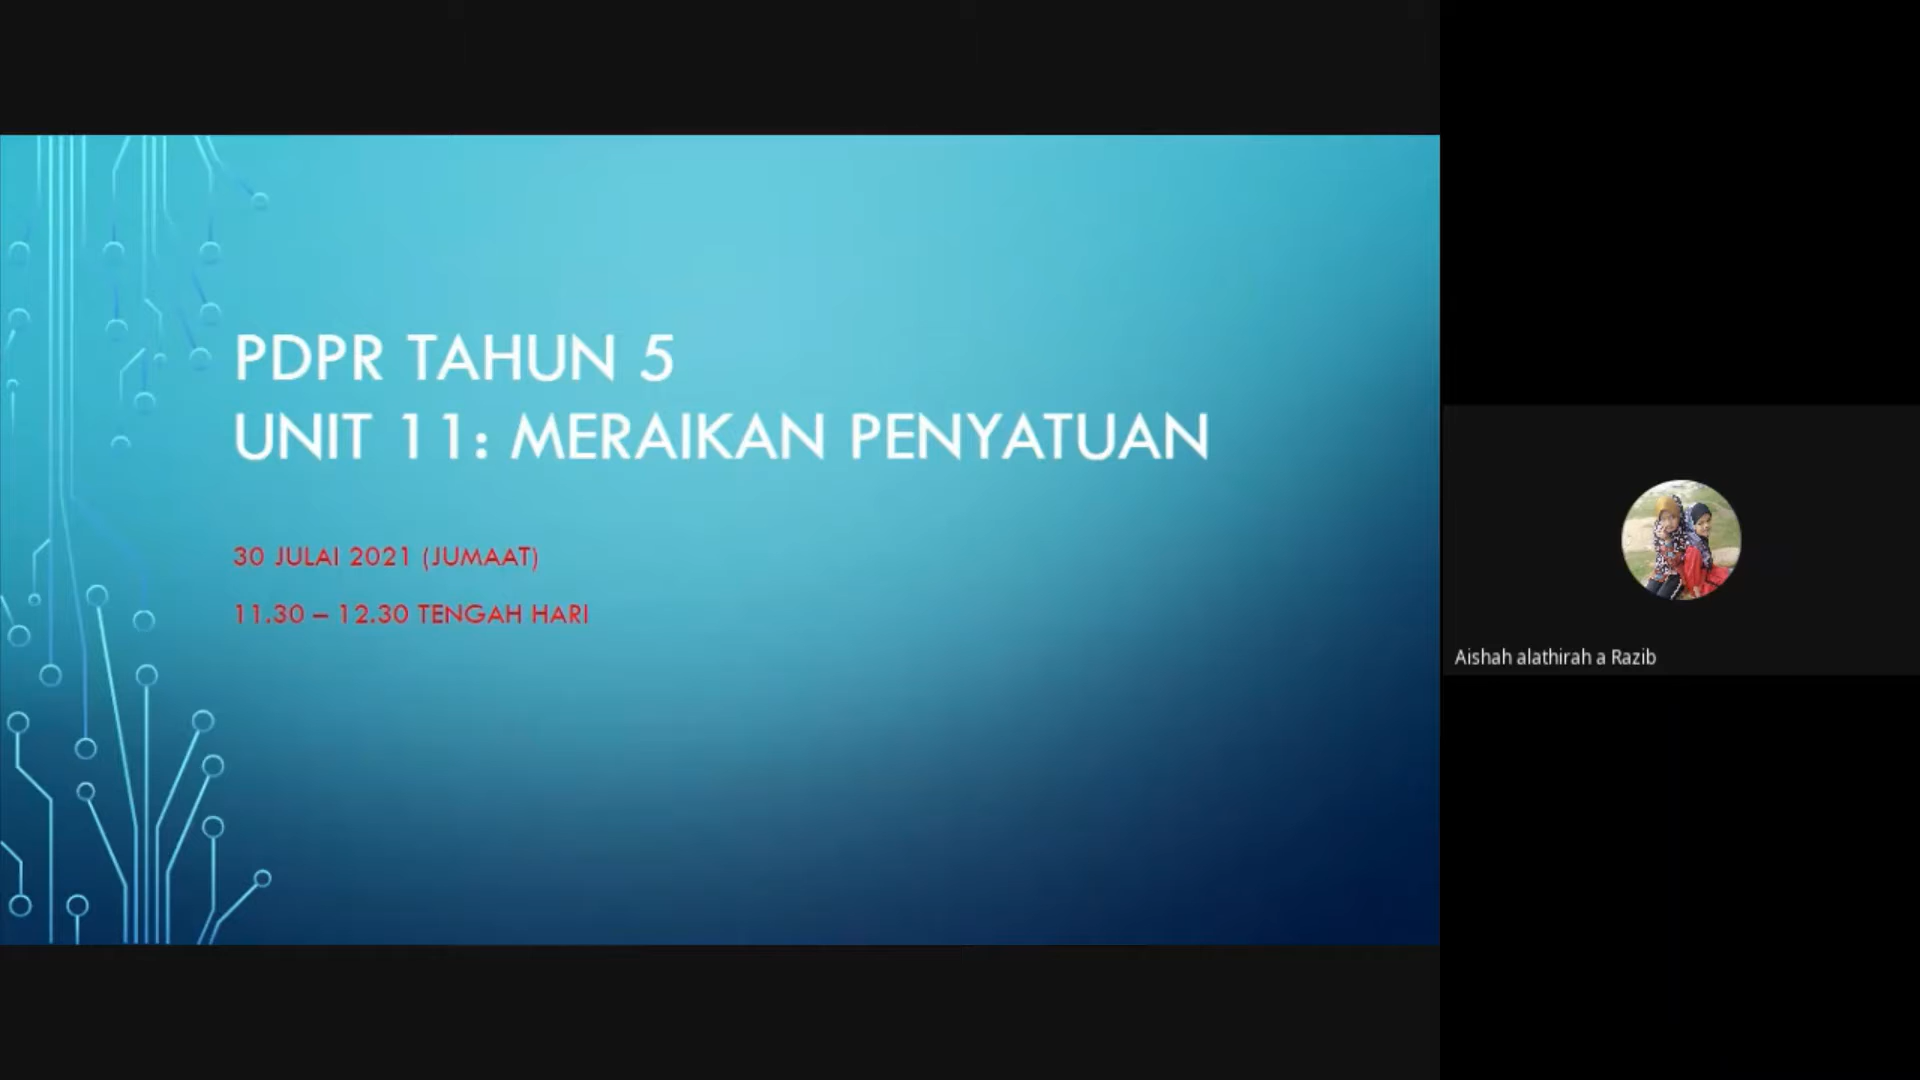 PDPR TAHUN 5
UNIT 11: MERAIKAN PENYATUAN
30 JULAI 2021 (JUMAAT)
11.30 – 12.30 TENGAH HARI
Aishah alathirah a Razib